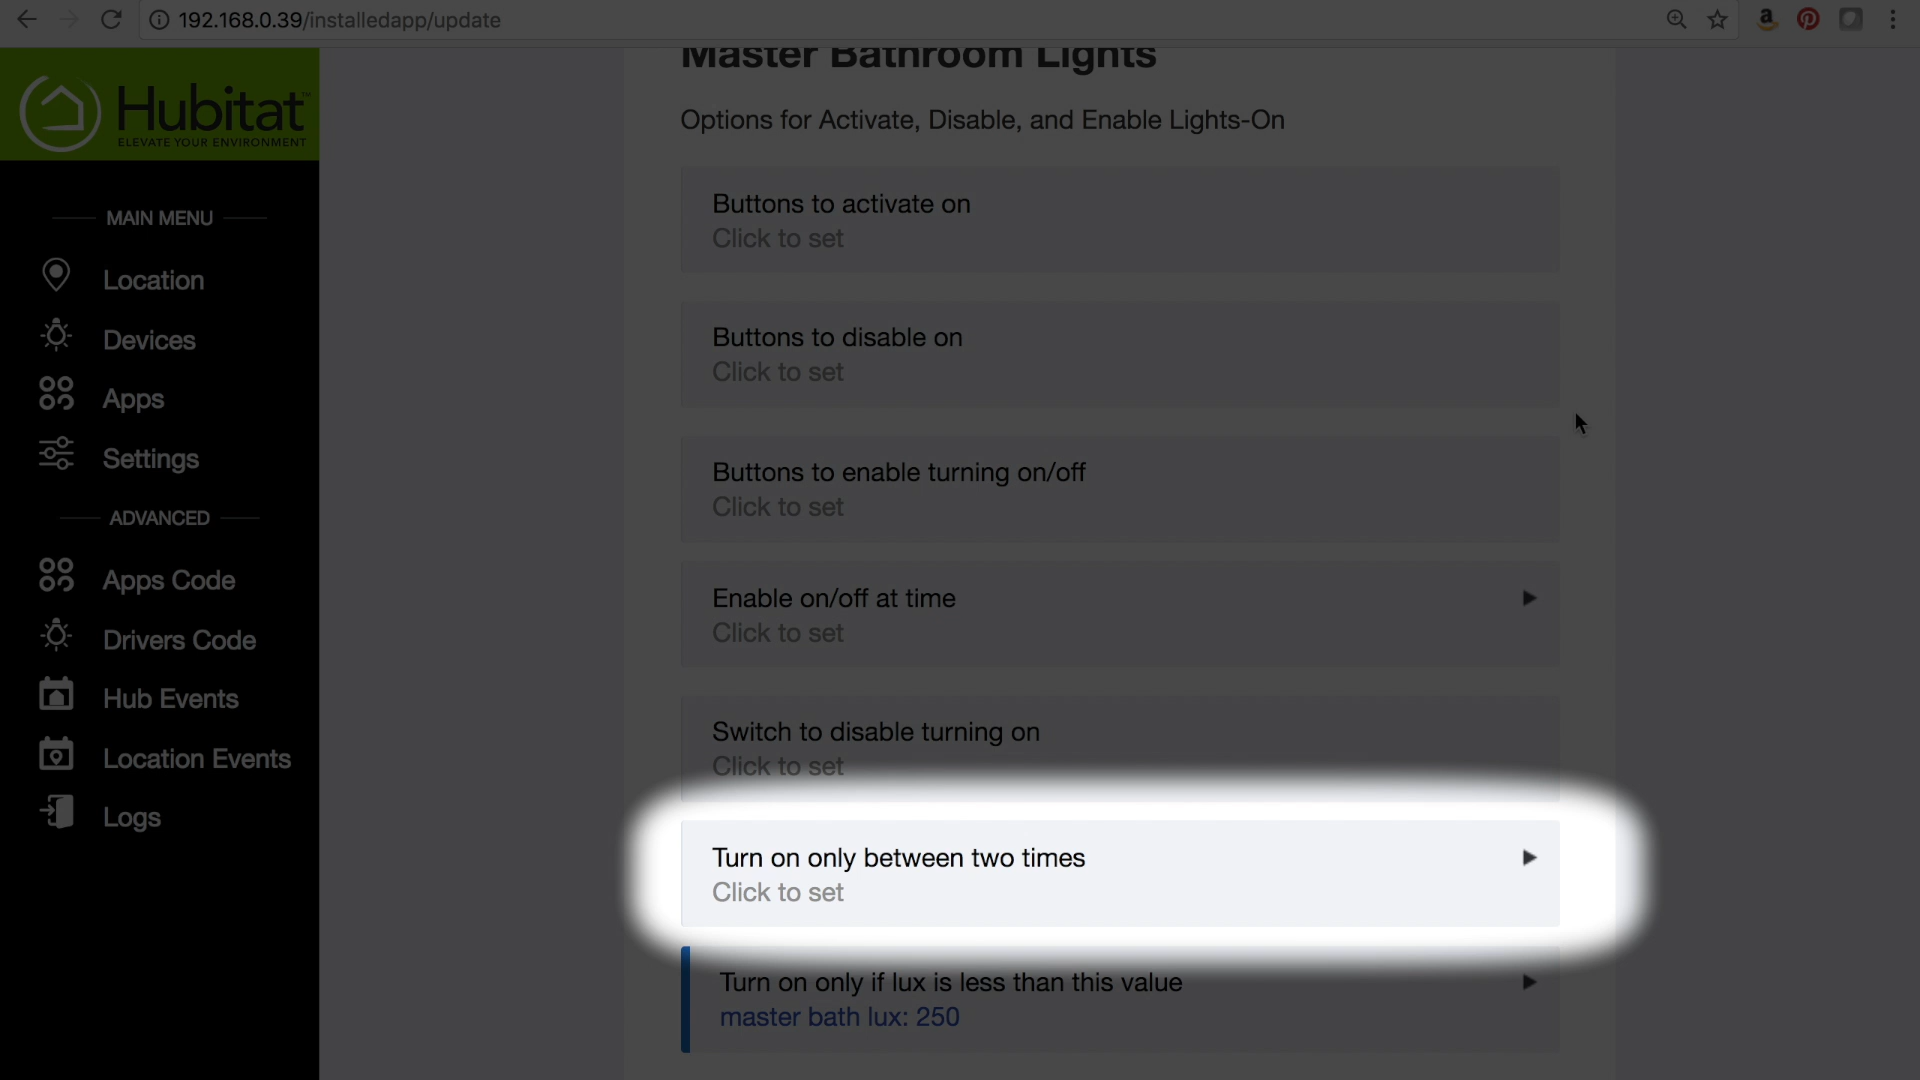 192.168.0.39/installedapp/update
Hubitat™
ELEVATE YOUR ENVIRONMENT
MAIN MENU
Location
Devices
Apps
Settings
ADVANCED
Apps Code
Drivers Code
Hub Events
Location Events
Logs
Master Bathroom Lights
Options for Activate, Disable, and Enable Lights-On
Buttons to activate on
Click to set
Buttons to disable on
Click to set
Buttons to enable turning on/off
Click to set
Enable on/off at time
Click to set
Switch to disable turning on
Click to set
Turn on only between two times
Click to set
Turn on only if lux is less than this value
master bath lux: 250